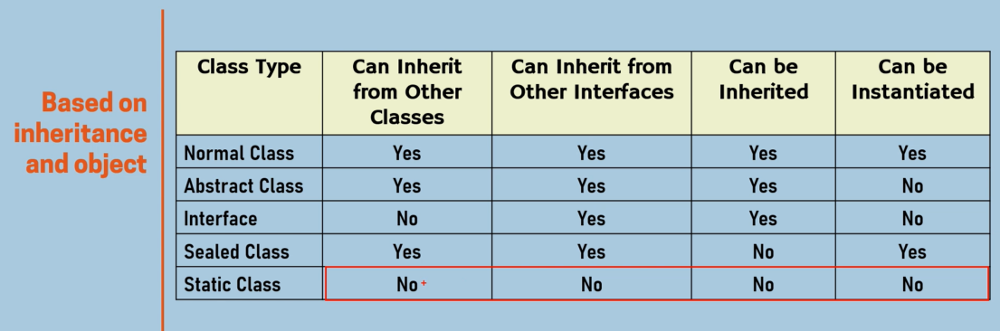 Based on
inheritance
and object
Class Type Can Inherit Can Inherit from Can be Can be
from Other Other Interfaces Inherited Instantiated
Classes
Normal Class Yes Yes Yes Yes
Abstract Class Yes Yes Yes No
Interface No Yes Yes No
Sealed Class Yes Yes No Yes
Static Class No No No No